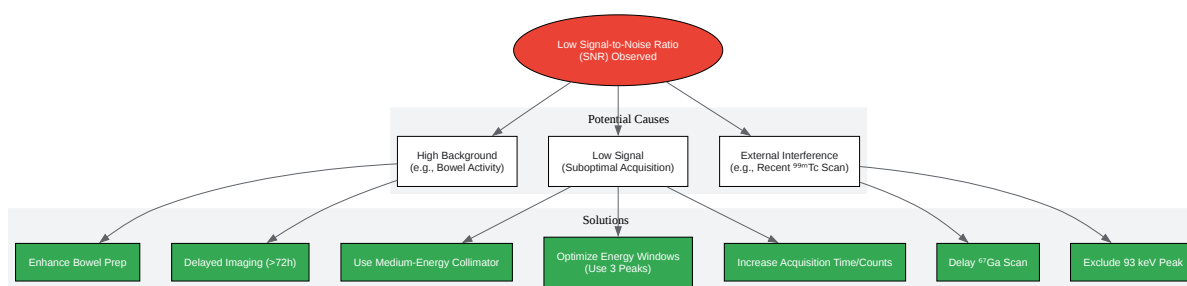 Low Signal-to-Noise Ratio
(SNR) Observed
Potential Causes
High Background
(e.g., Bowel Activity)
Low Signal
(Suboptimal Acquisition)
External Interference
(e.g., Recent ⁹⁹ᵐTc Scan)
Solutions
Enhance Bowel Prep
Delayed Imaging (>72h)
Use Medium-Energy Collimator
Optimize Energy Windows
(Use 3 Peaks)
Increase Acquisition Time/Counts
Delay ⁶⁷Ga Scan
Exclude 93 keV Peak